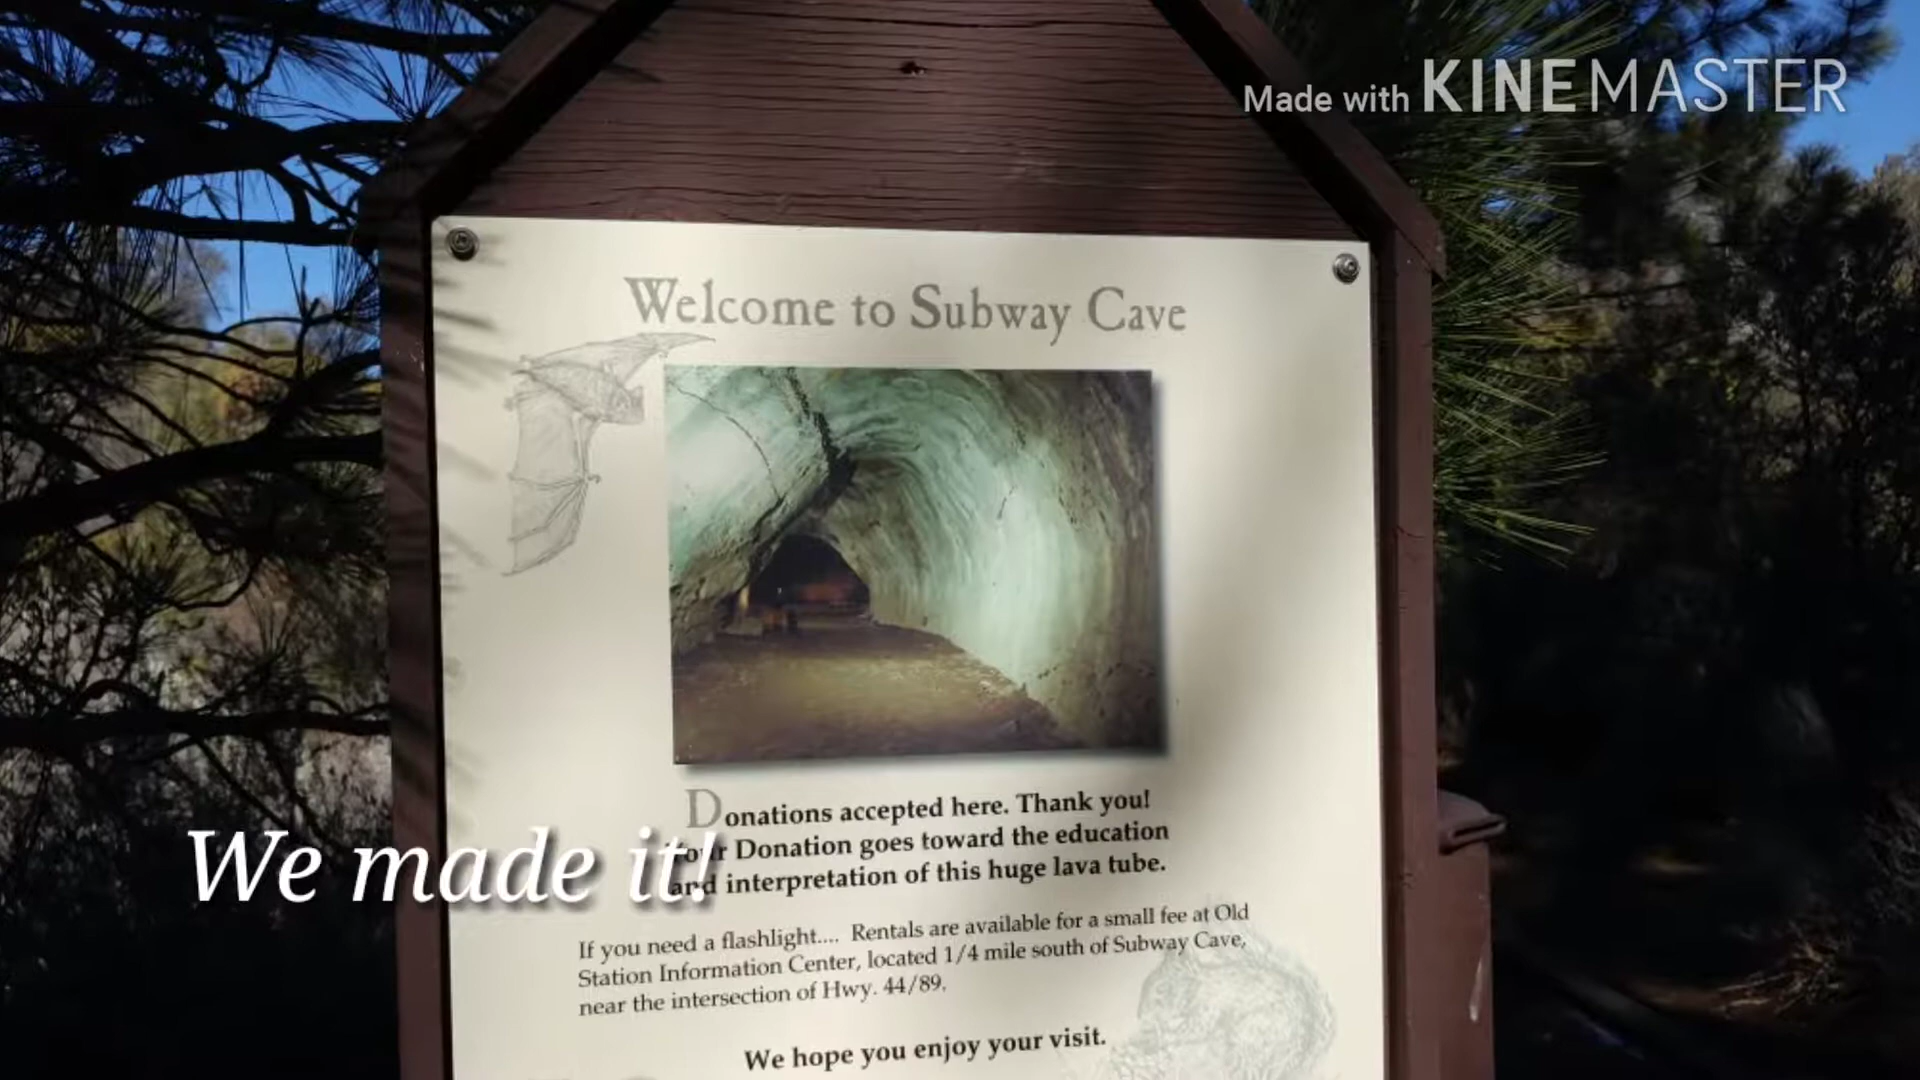 Made with KINEMASTER
Welcome to Subway Cave
Donations accepted here. Thank you!
Your Donation goes toward the education
and interpretation of this huge lava tube.
We made it!
If you need a flashlight.... Rentals are available for a small fee at Old
Station Information Center, located 1/4 mile south of Subway Cave,
near the intersection of Hwy. 44/89.
We hope you enjoy your visit.